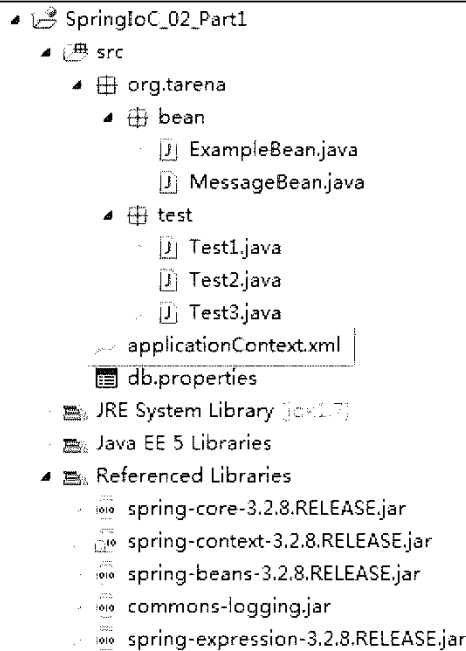 SpringIoC_02_Part1
src
org.tarena
bean
ExampleBean.java
MessageBean.java
test
Test1.java
Test2.java
Test3.java
applicationContext.xml
db.properties
JRE System Library [jdk1.7]
Java EE 5 Libraries
Referenced Libraries
spring-core-3.2.8.RELEASE.jar
spring-context-3.2.8.RELEASE.jar
spring-beans-3.2.8.RELEASE.jar
commons-logging.jar
spring-expression-3.2.8.RELEASE.jar